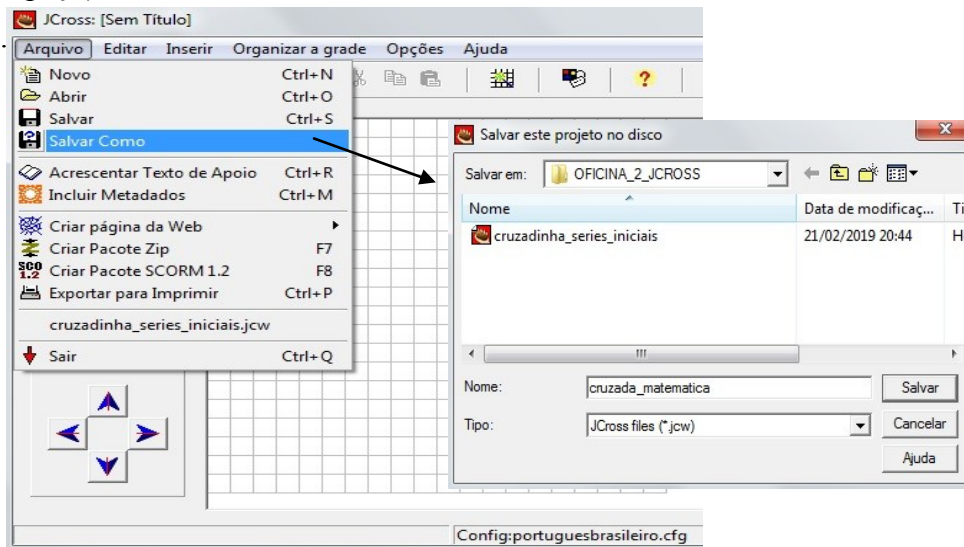 JCross: [Sem Título]
Arquivo Editar Inserir Organizar a grade Opções Ajuda
Novo Ctrl+N
Abrir Ctrl+O
Salvar Ctrl+S
Salvar Como
Acrescentar Texto de Apoio Ctrl+R
Incluir Metadados Ctrl+M
Criar página da Web
Criar Pacote Zip F7
SCO 1.2 Criar Pacote SCORM 1.2 F8
Exportar para Imprimir Ctrl+P
cruzadinha_series_iniciais.jcw
Sair Ctrl+Q
?
Salvar este projeto no disco
Salvar em: OFICINA_2_JCROSS
Nome Data de modificaç...
cruzadinha_series_iniciais 21/02/2019 20:44
Nome: cruzada_matematica Salvar
Tipo: JCross files (*.jcw) Cancelar
Ajuda
Config:portuguesbrasileiro.cfg